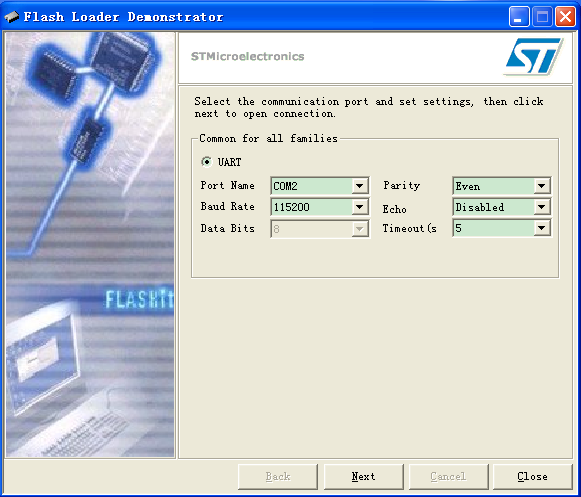 Flash Loader Demonstrator
STMicroelectronics
ST
Select the communication port and set settings, then click
next to open connection.
Common for all families
UART
Port Name COM2 Parity Even
Baud Rate 115200 Echo Disabled
Data Bits 8 Timeout(s 5
FLASHit
Back Next Cancel Close